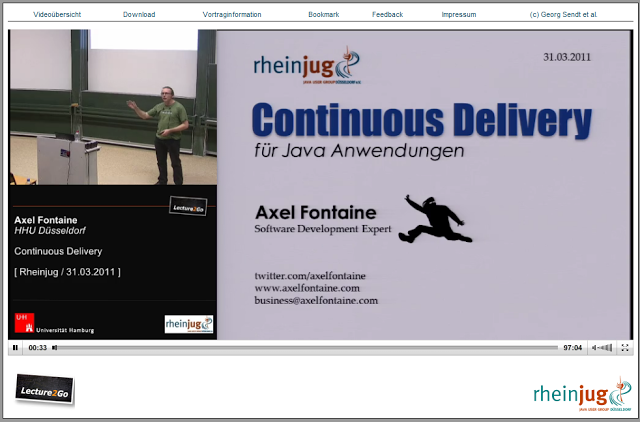 Videoübersicht Download Vortraginformation Bookmark Feedback Impressum (c) Georg Sendt et al.
rheinjug
JAVA USER GROUP DÜSSELDORF e.V.
31.03.2011
Continuous Delivery
für Java Anwendungen
Axel Fontaine
Software Development Expert
twitter.com/axelfontaine
www.axelfontaine.com
business@axelfontaine.com
Lecture2Go
Axel Fontaine
HHU Düsseldorf
Continuous Delivery
[ Rheinjug / 31.03.2011 ]
UH
Universität Hamburg
rheinjug
00:33 97:04
Lecture2Go
rheinjug
JAVA USER GROUP DÜSSELDORF